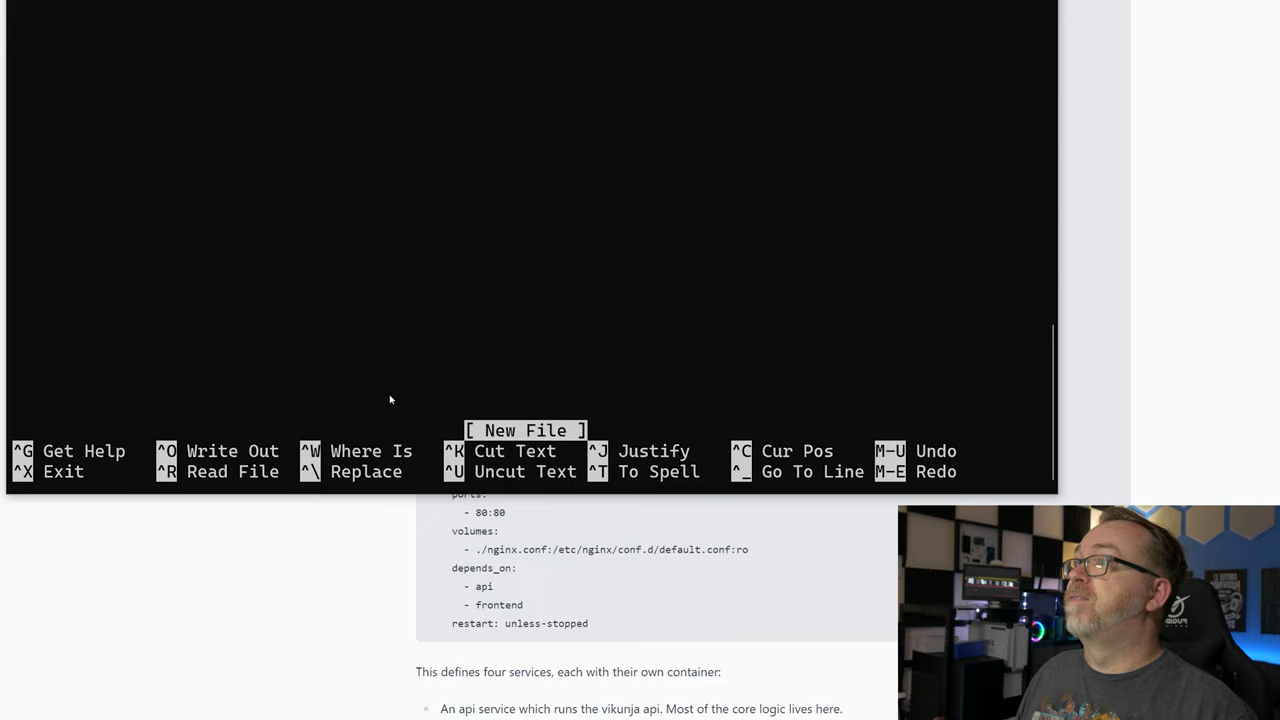 [ New File ]
^G Get Help ^O Write Out ^W Where Is ^K Cut Text ^J Justify ^C Cur Pos M-U Undo
^X Exit ^R Read File ^\ Replace ^U Uncut Text ^T To Spell ^_ Go To Line M-E Redo
ports:
- 80:80
volumes:
- ./nginx.conf:/etc/nginx/conf.d/default.conf:ro
depends_on:
- api
- frontend
restart: unless-stopped
This defines four services, each with their own container:
• An api service which runs the vikunja api. Most of the core logic lives here.